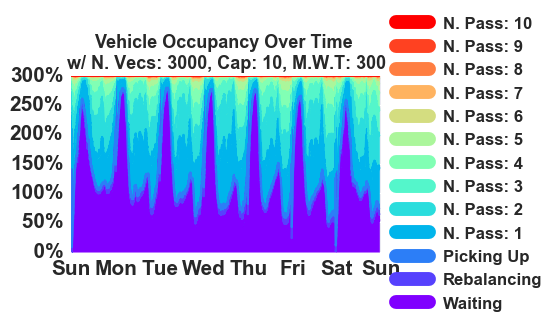 Vehicle Occupancy Over Time
w/ N. Vecs: 3000, Cap: 10, M.W.T: 300
300%
250%
200%
150%
100%
50%
0%
Sun Mon Tue Wed Thu Fri Sat Sun
N. Pass: 10
N. Pass: 9
N. Pass: 8
N. Pass: 7
N. Pass: 6
N. Pass: 5
N. Pass: 4
N. Pass: 3
N. Pass: 2
N. Pass: 1
Picking Up
Rebalancing
Waiting